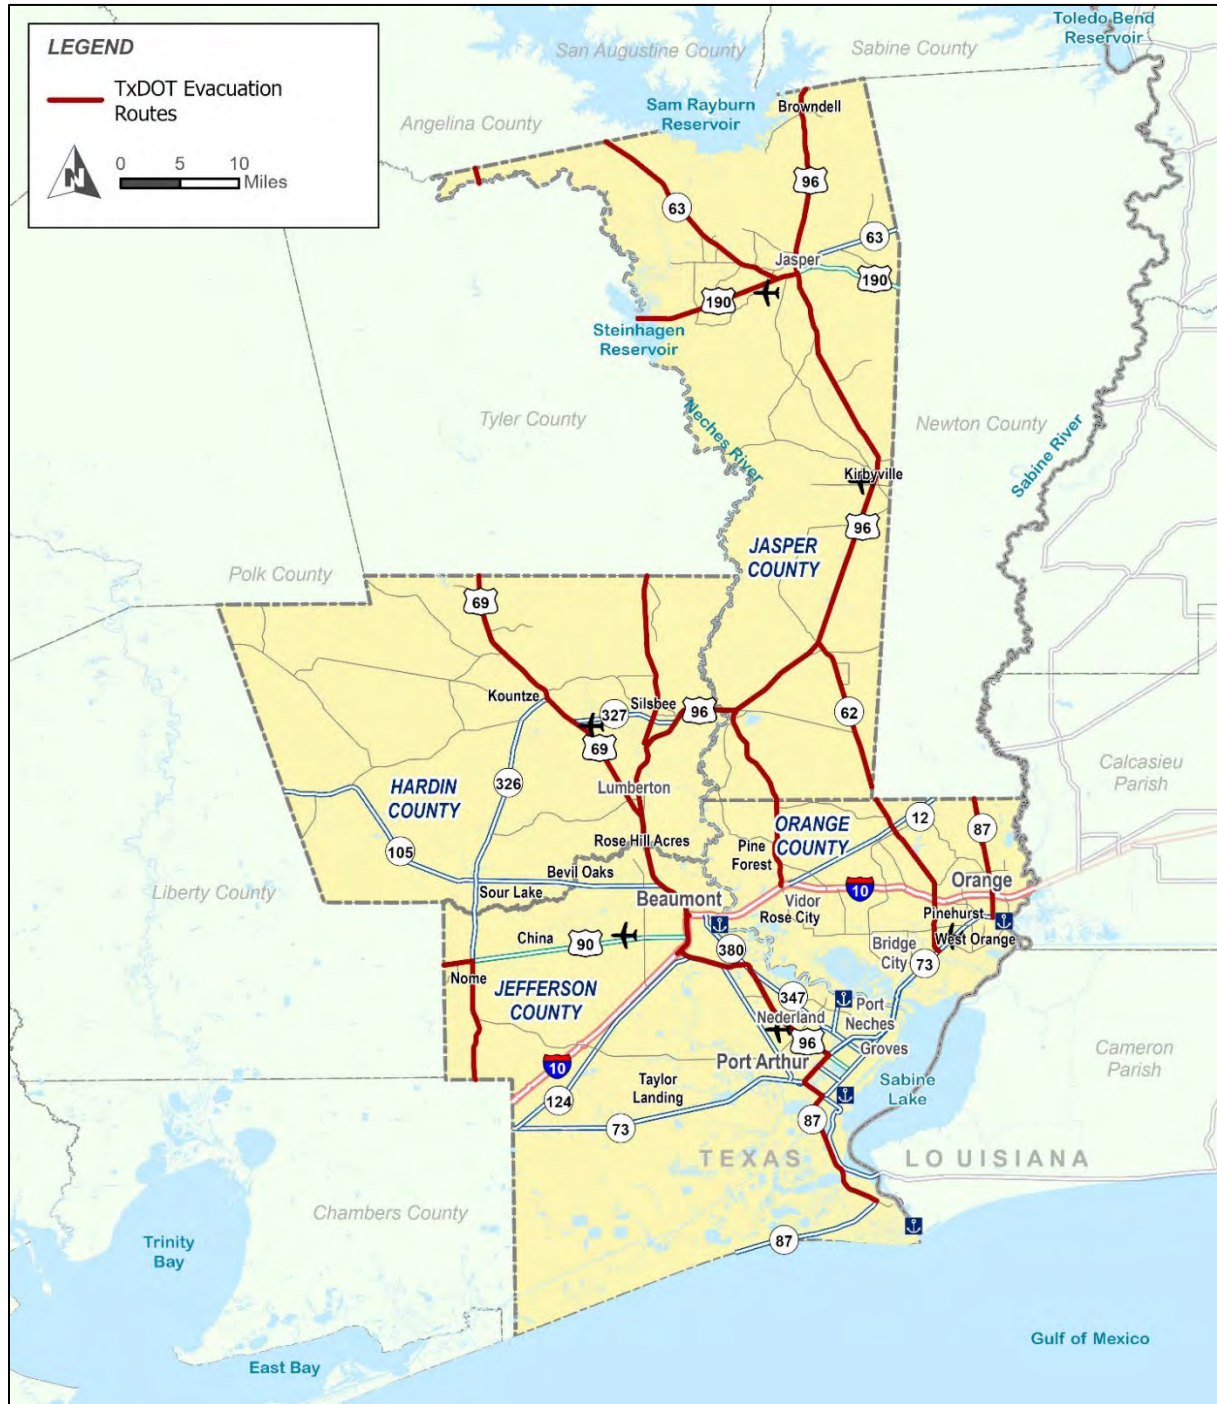 LEGEND
TxDOT Evacuation
Routes
N
0 5 10
Miles
Toledo Bend
Reservoir
San Augustine County
Sabine County
Sam Rayburn
Reservoir
Browndell
Angelina County
96
63
63
Jasper
190
190
Steinhagen
Reservoir
Tyler County
Neches River
Newton County
Sabine River
Kirbyville
96
JASPER
COUNTY
Polk County
69
Kountze
Silsbee
327
96
62
69
HARDIN
COUNTY
326
Lumberton
Calcasieu
Parish
ORANGE
COUNTY
12
87
105
Rose Hill Acres
Pine
Forest
Liberty County
Bevil Oaks
Sour Lake
Beaumont
10
Orange
Vidor
Rose City
Pinehurst
West Orange
China
90
380
Bridge
City
73
Nome
JEFFERSON
COUNTY
347
Port
Neches
Nederland
96
Groves
Port Arthur
10
Cameron
Parish
Taylor
Landing
Sabine
Lake
124
73
87
TEXAS
LOUISIANA
Chambers County
Trinity
Bay
87
Gulf of Mexico
East Bay